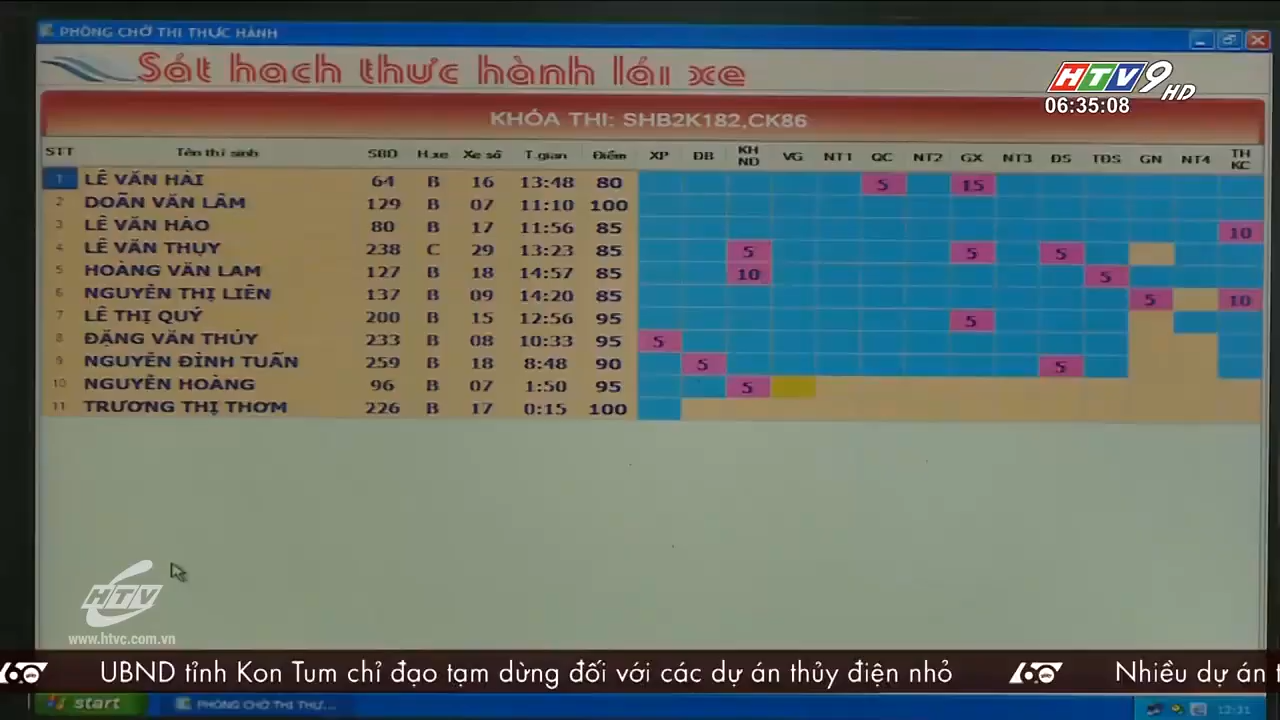 PHÒNG CHỜ THI THỰC HÀNH
Sát hạch thực hành lái xe
HTV9 HD
06:35:08
KHÓA THI: SHB2K182,CK86
STT Tên thí sinh SBD H.xe Xe số T.gian Điểm XP ĐB KH ND VG NT1 QC NT2 GX NT3 ĐS TĐS GN NT4 TH KC
1 LÊ VĂN HẢI 64 B 16 13:48 80 5 15
2 DOÃN VĂN LÂM 129 B 07 11:10 100
3 LÊ VĂN HÀO 80 B 17 11:56 85 10
4 LÊ VĂN THỤY 238 C 29 13:23 85 5 5 5
5 HOÀNG VĂN LAM 127 B 18 14:57 85 10 5
6 NGUYỄN THỊ LIÊN 137 B 09 14:20 85 5 10
7 LÊ THỊ QUÝ 200 B 15 12:56 95 5
8 ĐẶNG VĂN THỦY 233 B 08 10:33 95 5
9 NGUYỄN ĐÌNH TUẤN 259 B 18 8:48 90 5 5
10 NGUYỄN HOÀNG 96 B 07 1:50 95 5
11 TRƯƠNG THỊ THƠM 226 B 17 0:15 100
HTV
www.htvc.com.vn
60 UBND tỉnh Kon Tum chỉ đạo tạm dừng đối với các dự án thủy điện nhỏ 60 Nhiều dự án
start PHÒNG CHỜ THI THỰ... 12:31